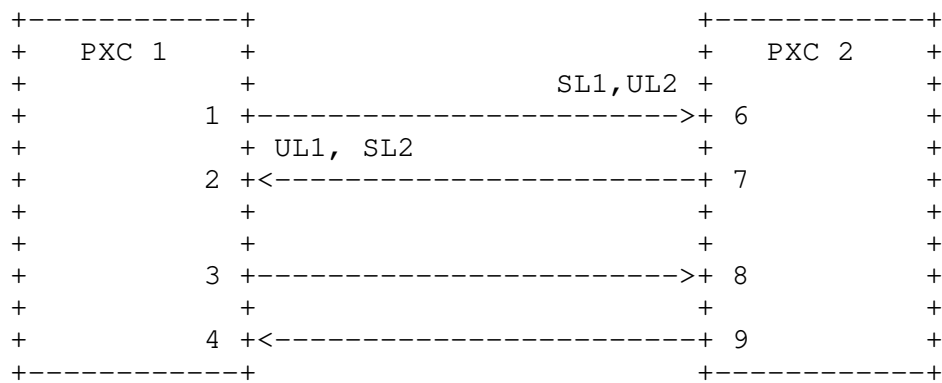 +------------+                          +------------+
+   PXC 1    +                          +   PXC 2    +
+            +                SL1,UL2 +            +
+          1 +------------------------>+ 6          +
+            + UL1, SL2                 +            +
+          2 +<------------------------+ 7          +
+            +                          +            +
+            +                          +            +
+          3 +------------------------>+ 8          +
+            +                          +            +
+          4 +<------------------------+ 9          +
+------------+                          +------------+